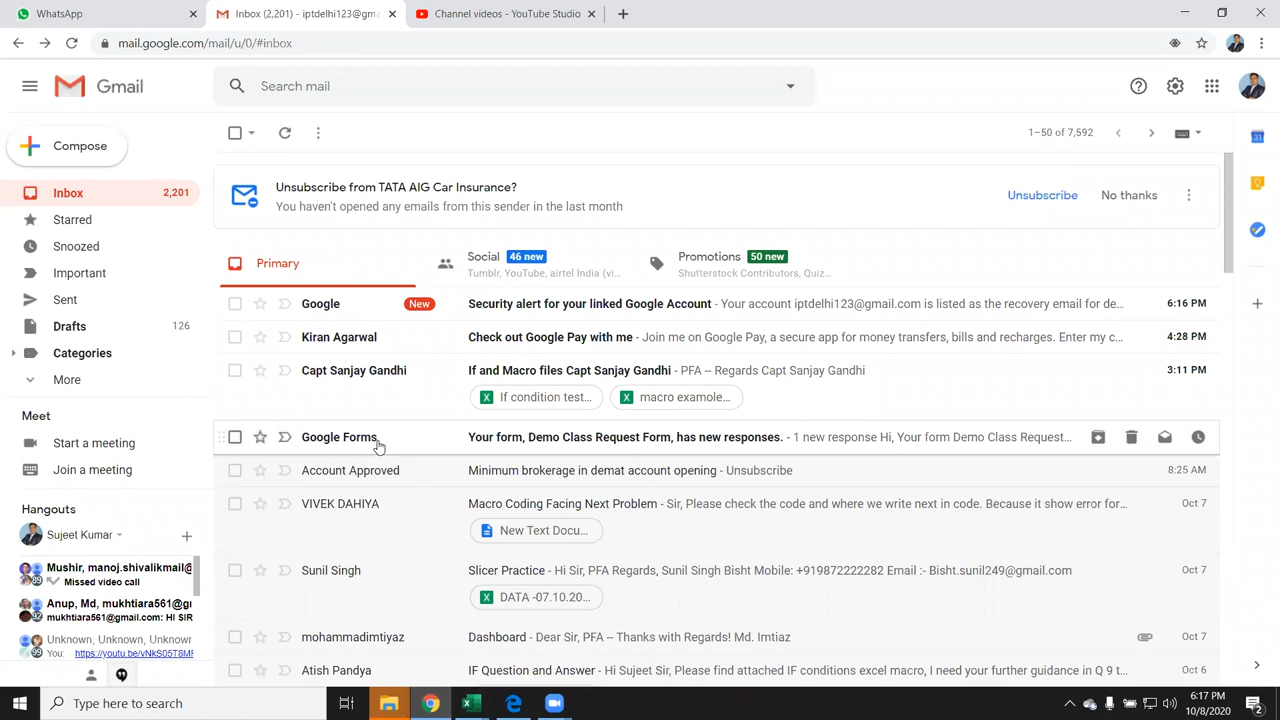 WhatsApp
Inbox (2,201) - iptdelhi123@gm
Channel videos - YouTube Studio
mail.google.com/mail/u/0/#inbox
Gmail
Search mail
Compose
1–50 of 7,592
Inbox 2,201
Unsubscribe from TATA AIG Car Insurance?
You haven't opened any emails from this sender in the last month
Unsubscribe
No thanks
Starred
Snoozed
Important
Sent
Drafts 126
Categories
More
Primary
Social 46 new
Tumblr, YouTube, airtel India (vi...
Promotions 50 new
Shutterstock Contributors, Quiz...
Google New Security alert for your linked Google Account - Your account iptdelhi123@gmail.com is listed as the recovery email for de... 6:16 PM
Kiran Agarwal Check out Google Pay with me - Join me on Google Pay, a secure app for money transfers, bills and recharges. Enter my c... 4:28 PM
Capt Sanjay Gandhi If and Macro files Capt Sanjay Gandhi - PFA -- Regards Capt Sanjay Gandhi 3:11 PM
If condition test...
macro examole...
Google Forms Your form, Demo Class Request Form, has new responses. - 1 new response Hi, Your form Demo Class Request...
Account Approved Minimum brokerage in demat account opening - Unsubscribe 8:25 AM
VIVEK DAHIYA Macro Coding Facing Next Problem - Sir, Please check the code and where we write next in code. Because it show error for... Oct 7
New Text Docu...
Sunil Singh Slicer Practice - Hi Sir, PFA Regards, Sunil Singh Bisht Mobile: +919872222282 Email :- Bisht.sunil249@gmail.com Oct 7
DATA -07.10.20...
mohammadimtiyaz Dashboard - Dear Sir, PFA -- Thanks with Regards! Md. Imtiaz Oct 7
Atish Pandya IF Question and Answer - Hi Sujeet Sir, Please find attached IF conditions excel macro, I need your further guidance in Q 9 t... Oct 6
Meet
Start a meeting
Join a meeting
Hangouts
Sujeet Kumar
Mushir, manoj.shivalikmail@
Missed video call
89
Anup, Md, mukhtiara561@g
mukhtiara561@gmail.com: HI SIR
92
Unknown, Unknown, Unknown
You: https://youtu.be/vNkS05T8MF
99
31
Type here to search
6:17 PM
10/8/2020
2